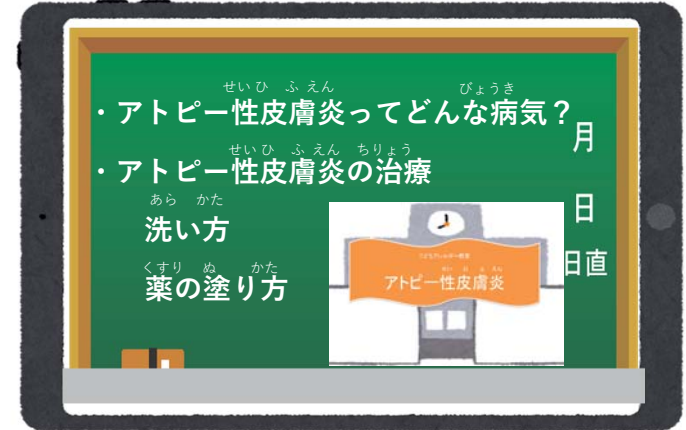 ・アトピー性皮膚炎ってどんな病気？
せいひ ふえん びょうき
・アトピー性皮膚炎の治療
せいひ ふえん ちりょう
洗い方
あら かた
薬の塗り方
くすり ぬ かた
アトピー性皮膚炎
月
日
日直